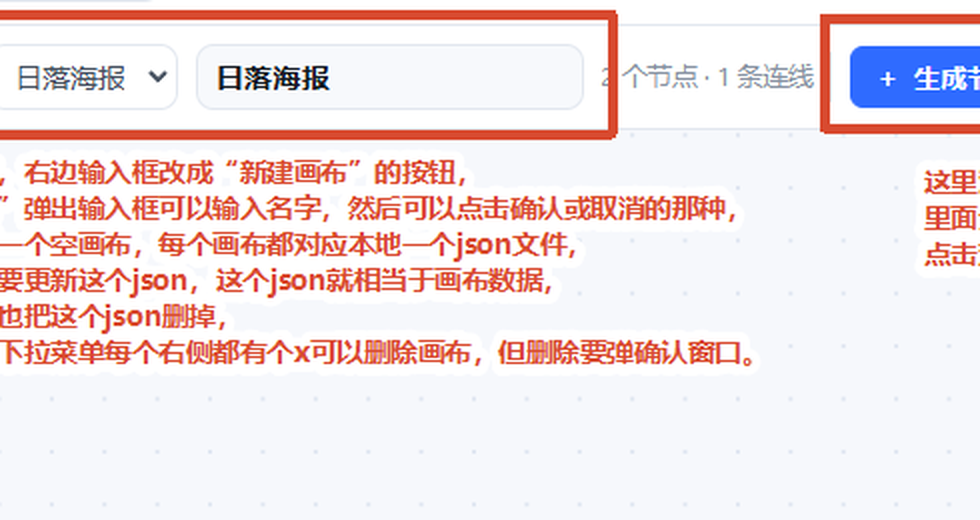 日落海报
日落海报
个节点 · 1 条连线
+ 生成
，右边输入框改成“新建画布”的按钮，
”弹出输入框可以输入名字，然后可以点击确认或取消的那种，
一个空画布，每个画布都对应本地一个json文件，
要更新这个json，这个json就相当于画布数据，
也把这个json删掉，
下拉菜单每个右侧都有个x可以删除画布，但删除要弹确认窗口。
这里
里面
点击